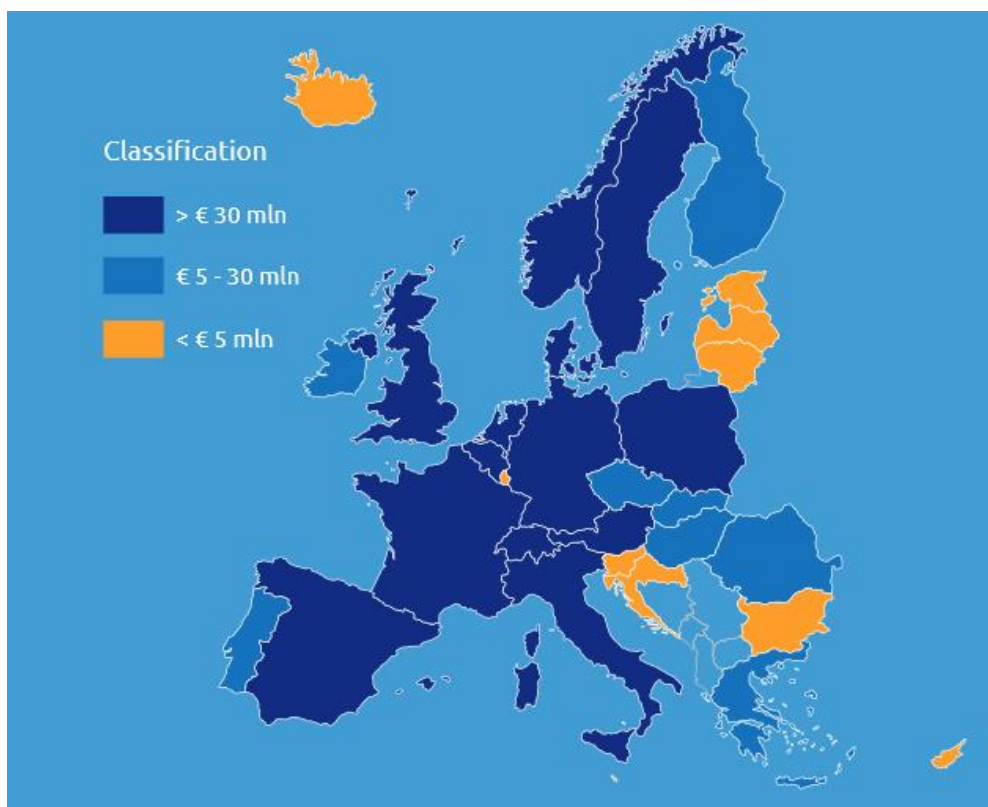 Classification
> € 30 mln
€ 5 - 30 mln
< € 5 mln